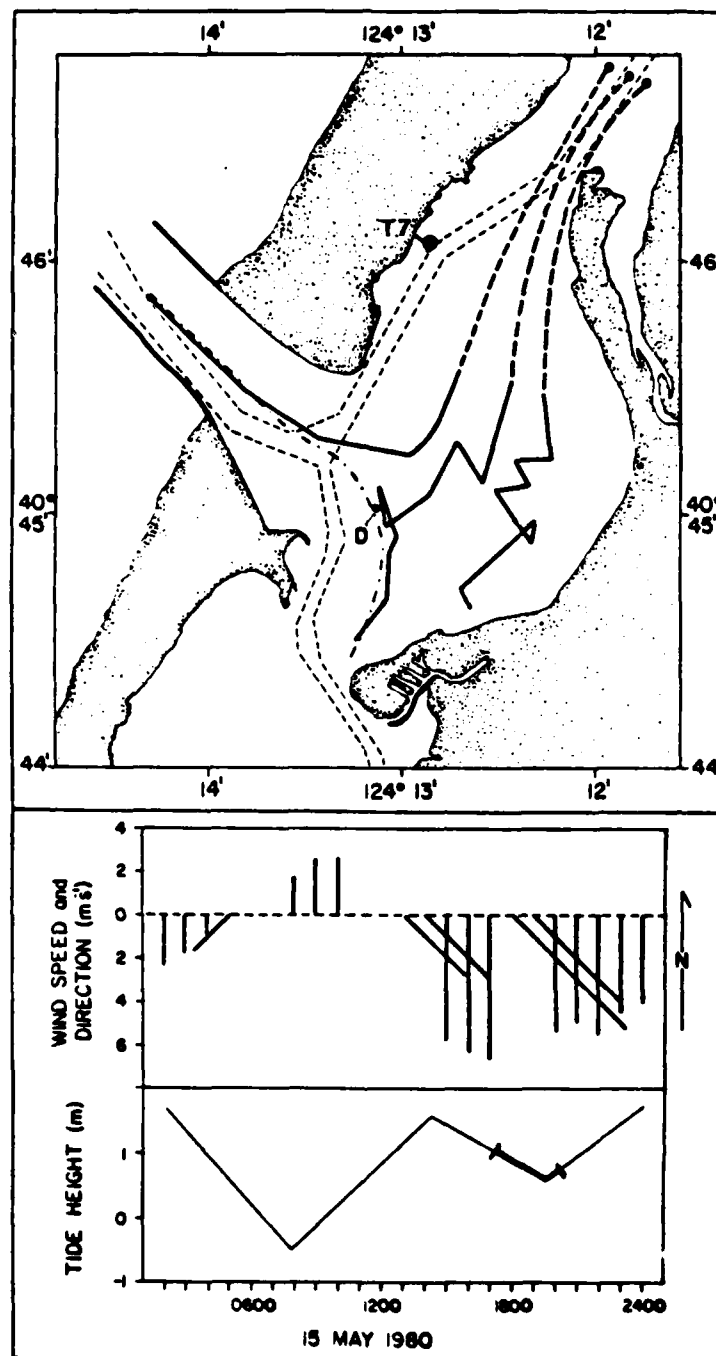 14' 124° 13' 12'
T.7
46' 46'
40° 45' 40° 45'
D
44' 44'
14' 124° 13' 12'
WIND SPEED and DIRECTION (m s⁻¹)
4
2
0
2
4
6
N
TIDE HEIGHT (m)
1
0
-1
0600 1200 1800 2400
15 MAY 1980